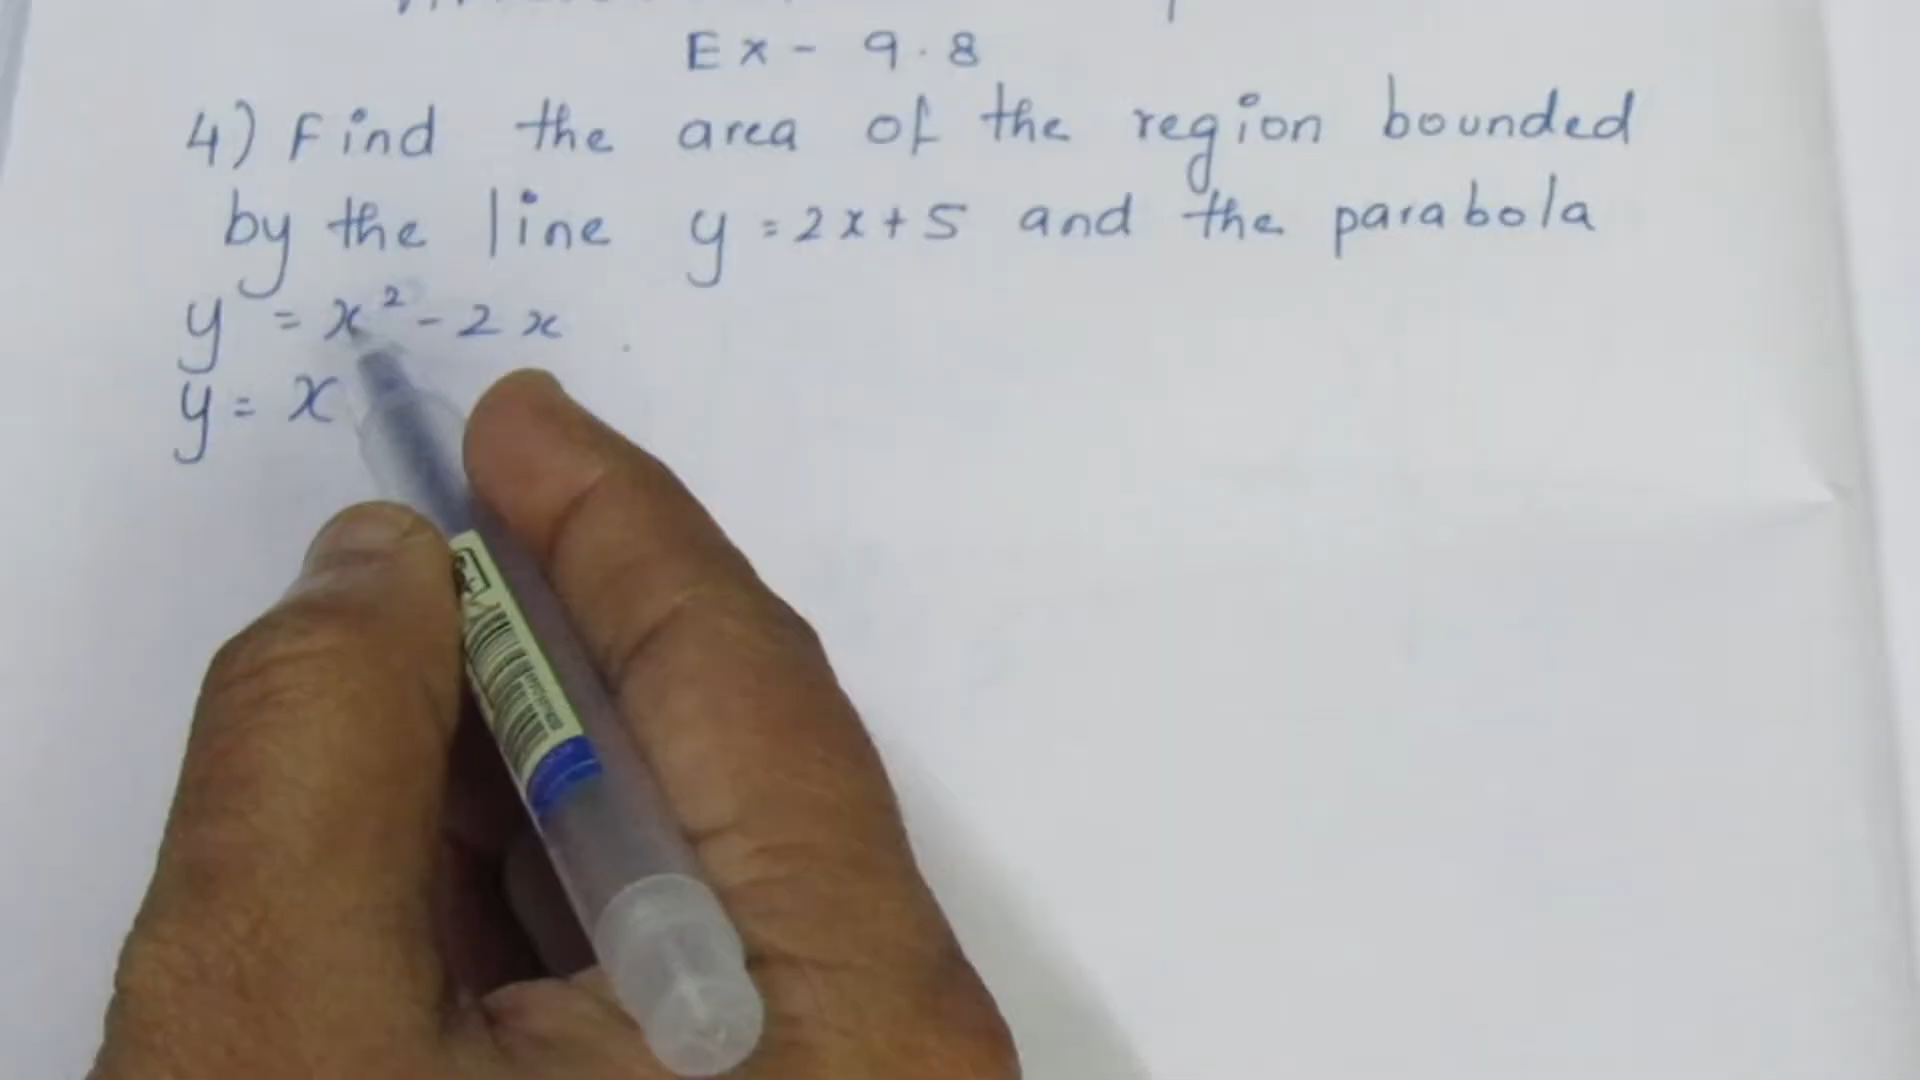 Ex - 9.8
4) Find the area of the region bounded
by the line y = 2x+5 and the parabola
y = x² - 2x
y = x